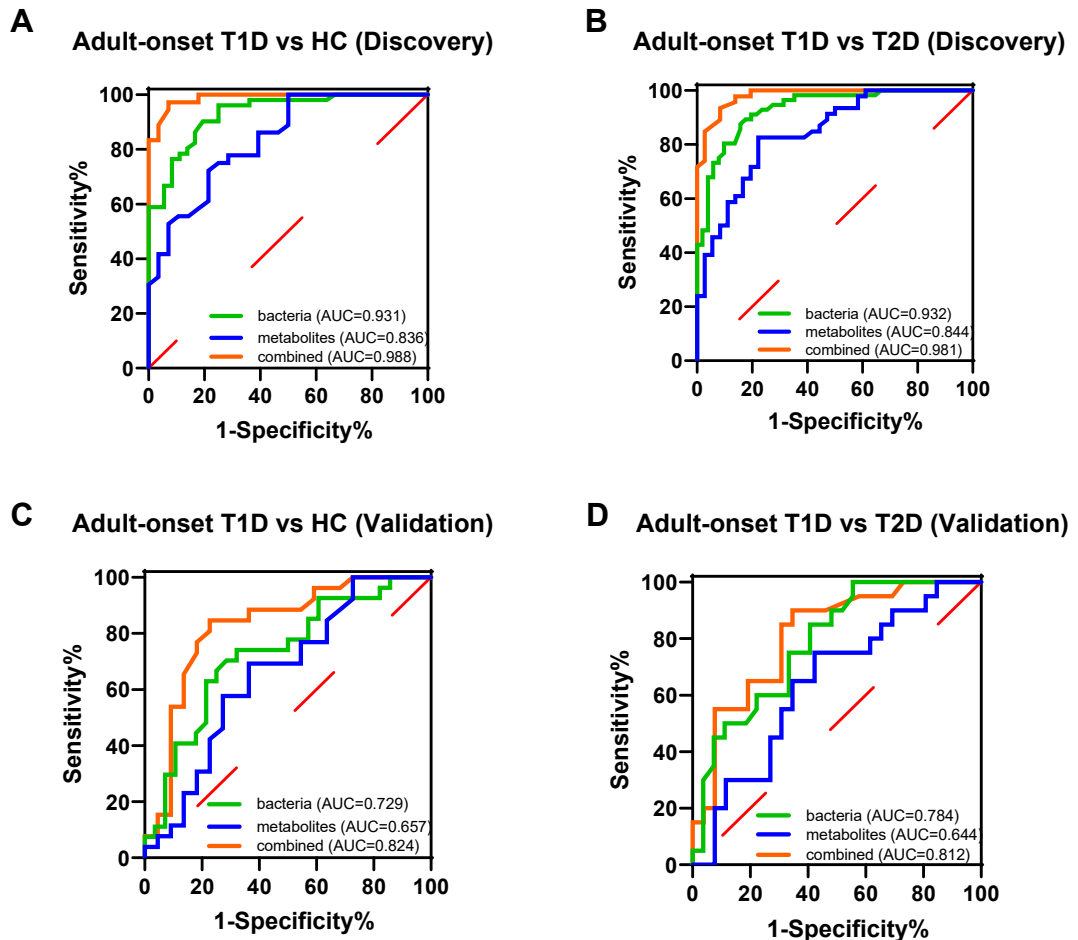 A
Adult-onset T1D vs HC (Discovery)
100
80
60
40
20
0
Sensitivity%
bacteria (AUC=0.931)
metabolites (AUC=0.836)
combined (AUC=0.988)
0 20 40 60 80 100
1-Specificity%
B
Adult-onset T1D vs T2D (Discovery)
100
80
60
40
20
0
Sensitivity%
bacteria (AUC=0.932)
metabolites (AUC=0.844)
combined (AUC=0.981)
0 20 40 60 80 100
1-Specificity%
C
Adult-onset T1D vs HC (Validation)
100
80
60
40
20
0
Sensitivity%
bacteria (AUC=0.729)
metabolites (AUC=0.657)
combined (AUC=0.824)
0 20 40 60 80 100
1-Specificity%
D
Adult-onset T1D vs T2D (Validation)
100
80
60
40
20
0
Sensitivity%
bacteria (AUC=0.784)
metabolites (AUC=0.644)
combined (AUC=0.812)
0 20 40 60 80 100
1-Specificity%